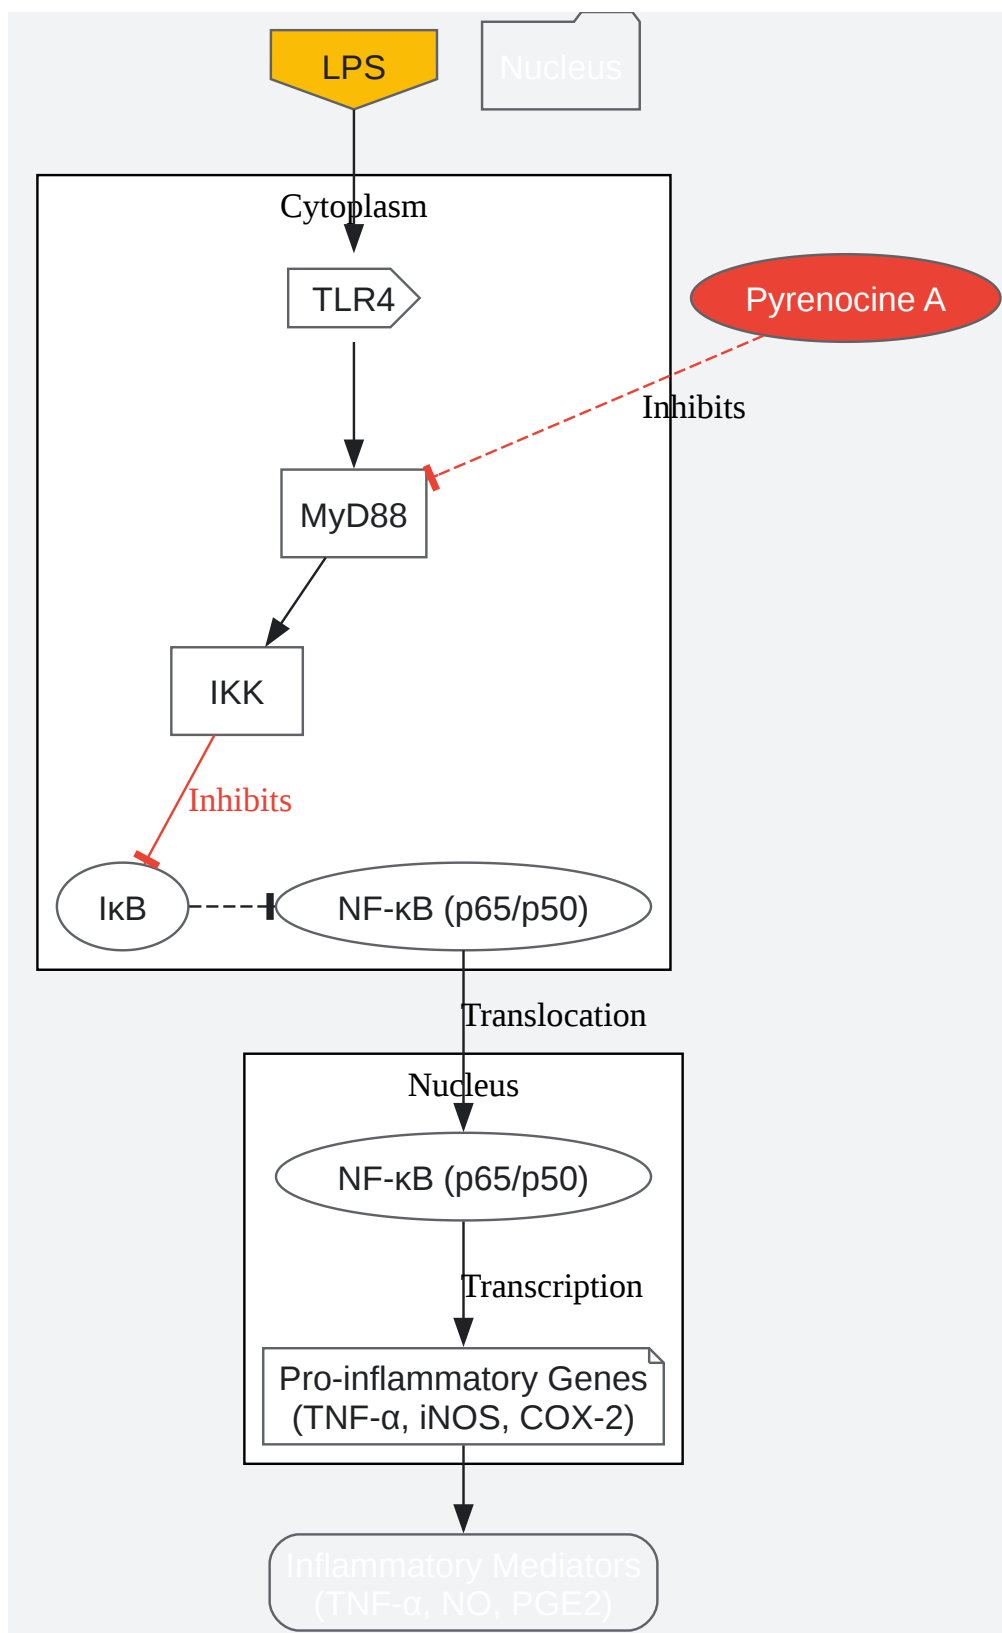 LPS
Nucleus
Cytoplasm
TLR4
Pyrenocine A
Inhibits
MyD88
IKK
Inhibits
IκB
NF-κB (p65/p50)
Translocation
Nucleus
NF-κB (p65/p50)
Transcription
Pro-inflammatory Genes
(TNF-α, iNOS, COX-2)
Inflammatory Mediators
(TNF-α, NO, PGE2)